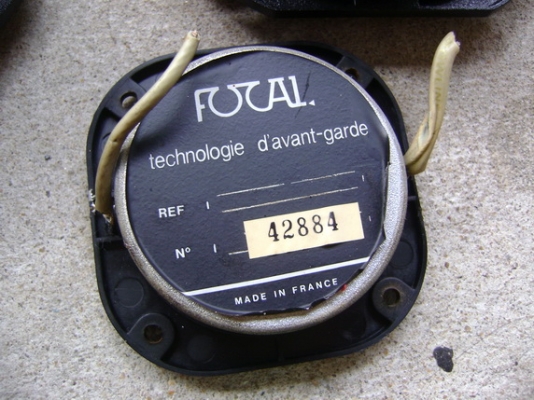 FOCAL
technologie d'avant-garde
REF
N° 42884
MADE IN FRANCE